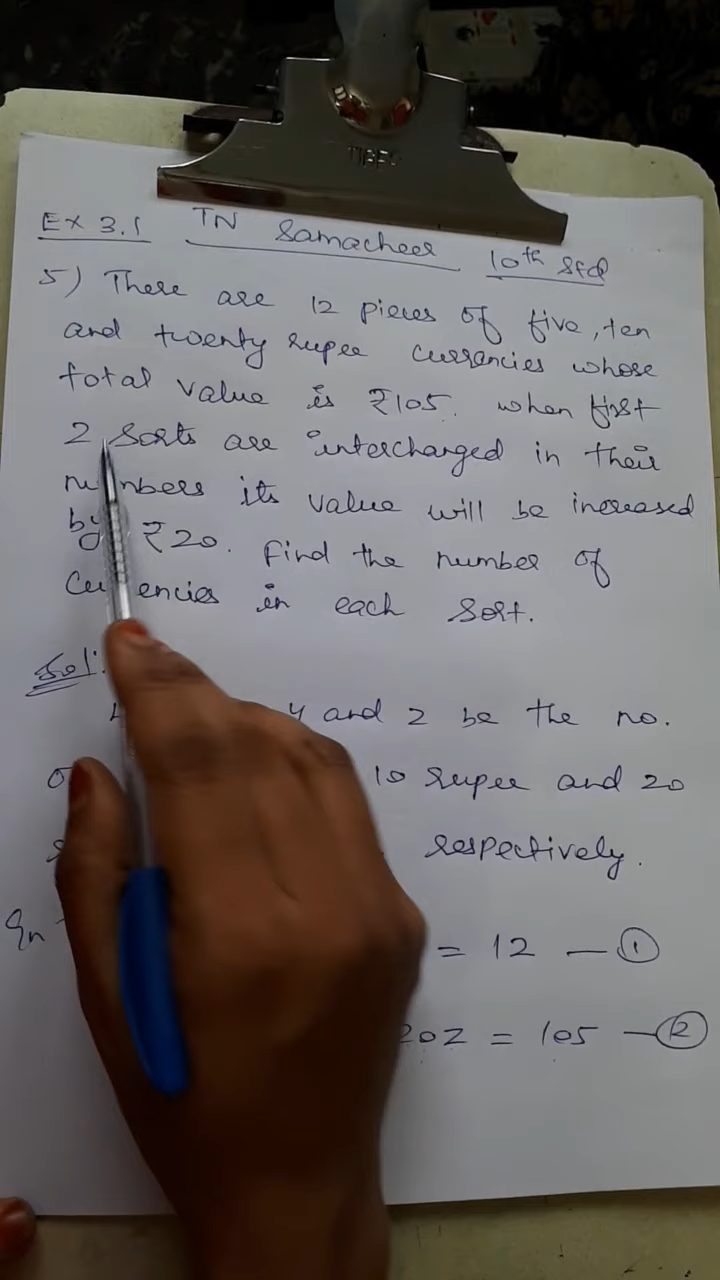 EX 3.1 TN Samacheer 10th Std
5) There are 12 pieces of five, ten
and twenty rupee currencies whose
total value is ₹105. when first
2 Sorts are interchanged in their
numbers its value will be increased
by ₹20. Find the number of
in each Sort.
Sol:
y and z be the no.
10 rupee and 20
respectively.
= 12 — ①
20z = 105 — ②